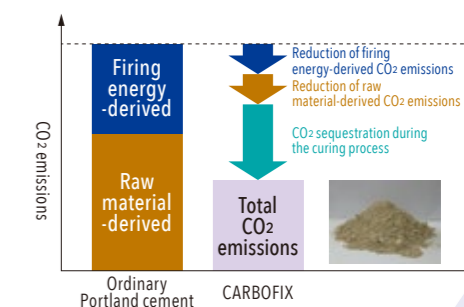 CO2 emissions
Firing
energy
-derived
Raw
material
-derived
Reduction of firing
energy-derived CO2 emissions
Reduction of raw
material-derived CO2 emissions
CO2 sequestration during
the curing process
Total
CO2
emissions
Ordinary
Portland cement
CARBOFIX